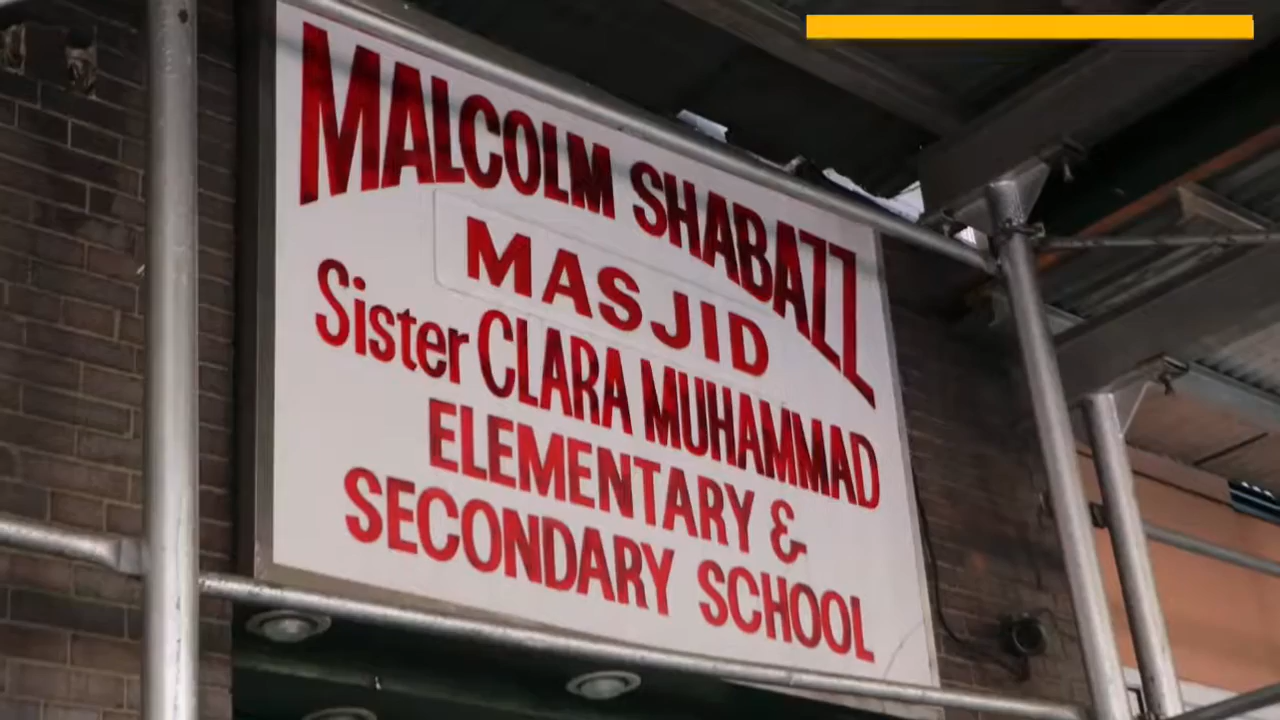 MALCOLM SHABAZZ
MASJID
Sister CLARA MUHAMMAD
ELEMENTARY &
SECONDARY SCHOOL